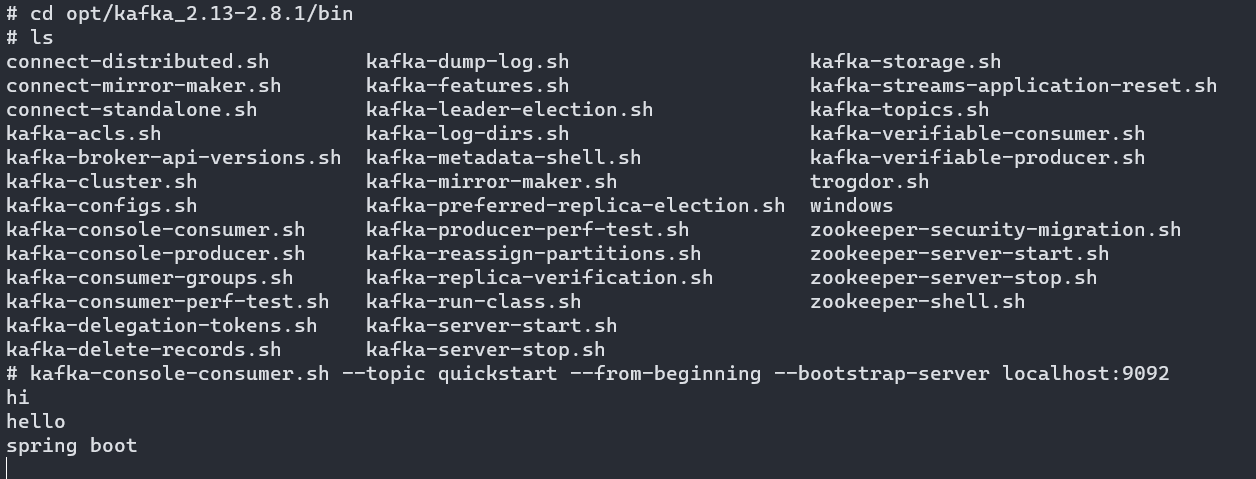 # cd opt/kafka_2.13-2.8.1/bin
# ls
connect-distributed.sh kafka-dump-log.sh kafka-storage.sh
connect-mirror-maker.sh kafka-features.sh kafka-streams-application-reset.sh
connect-standalone.sh kafka-leader-election.sh kafka-topics.sh
kafka-acls.sh kafka-log-dirs.sh kafka-verifiable-consumer.sh
kafka-broker-api-versions.sh kafka-metadata-shell.sh kafka-verifiable-producer.sh
kafka-cluster.sh kafka-mirror-maker.sh trogdor.sh
kafka-configs.sh kafka-preferred-replica-election.sh windows
kafka-console-consumer.sh kafka-producer-perf-test.sh zookeeper-security-migration.sh
kafka-console-producer.sh kafka-reassign-partitions.sh zookeeper-server-start.sh
kafka-consumer-groups.sh kafka-replica-verification.sh zookeeper-server-stop.sh
kafka-consumer-perf-test.sh kafka-run-class.sh zookeeper-shell.sh
kafka-delegation-tokens.sh kafka-server-start.sh
kafka-delete-records.sh kafka-server-stop.sh
# kafka-console-consumer.sh --topic quickstart --from-beginning --bootstrap-server localhost:9092
hi
hello
spring boot